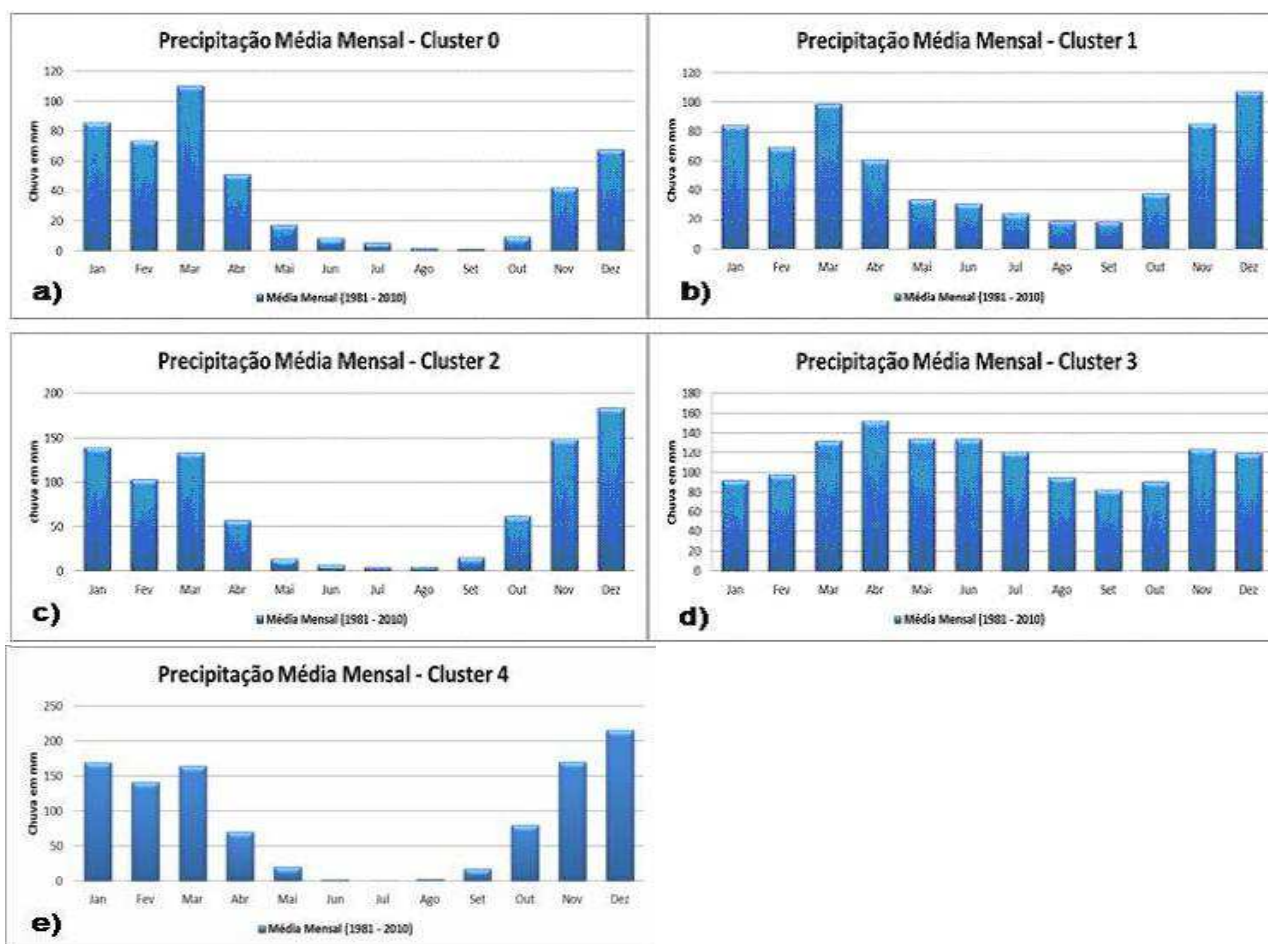 Precipitação Média Mensal - Cluster 0
Chuva em mm
120
100
80
60
40
20
0
Jan Fev Mar Abr Mai Jun Jul Ago Set Out Nov Dez
Média Mensal (1981 - 2010)
a)
Precipitação Média Mensal - Cluster 1
Chuva em mm
120
100
80
60
40
20
0
Jan Fev Mar Abr Mai Jun Jul Ago Set Out Nov Dez
Média Mensal (1981 - 2010)
b)
Precipitação Média Mensal - Cluster 2
chuva em mm
200
150
100
50
0
Jan Fev Mar Abr Mai Jun Jul Ago Set Out Nov Dez
Média Mensal (1981 - 2010)
c)
Precipitação Média Mensal - Cluster 3
Chuva em mm
180
160
140
120
100
80
60
40
20
0
Jan Fev Mar Abr Mai Jun Jul Ago Set Out Nov Dez
Média Mensal (1981 - 2010)
d)
Precipitação Média Mensal - Cluster 4
Chuva em mm
250
200
150
100
50
0
Jan Fev Mar Abr Mai Jun Jul Ago Set Out Nov Dez
Média Mensal (1981 - 2010)
e)